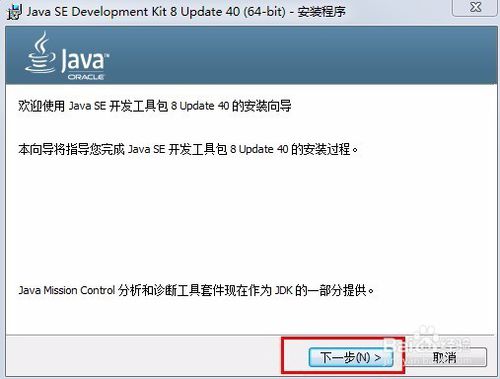 Java SE Development Kit 8 Update 40 (64-bit) - 安装程序
Java™
ORACLE
欢迎使用 Java SE 开发工具包 8 Update 40 的安装向导
本向导将指导您完成 Java SE 开发工具包 8 Update 40 的安装过程。
Java Mission Control 分析和诊断工具套件现在作为 JDK 的一部分提供。
下一步(N) > 取消
Baidu 经验